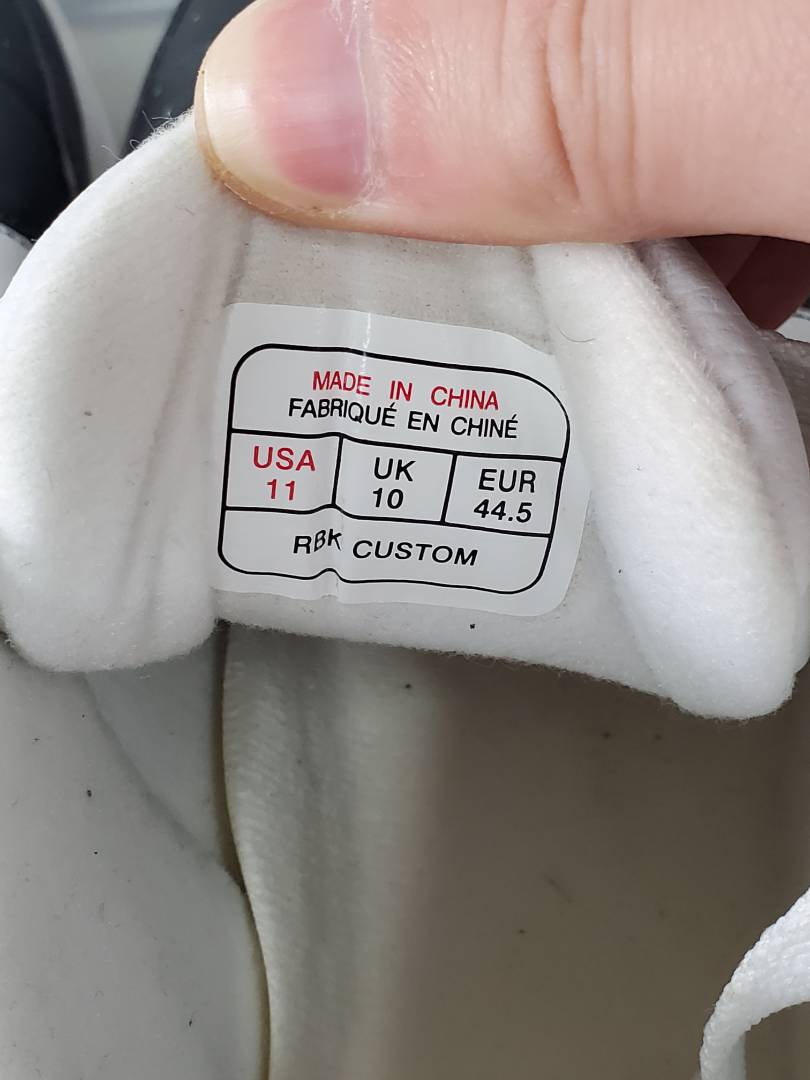 MADE IN CHINA
FABRIQUÉ EN CHINÉ
USA UK EUR
11 10 44.5
RBK CUSTOM